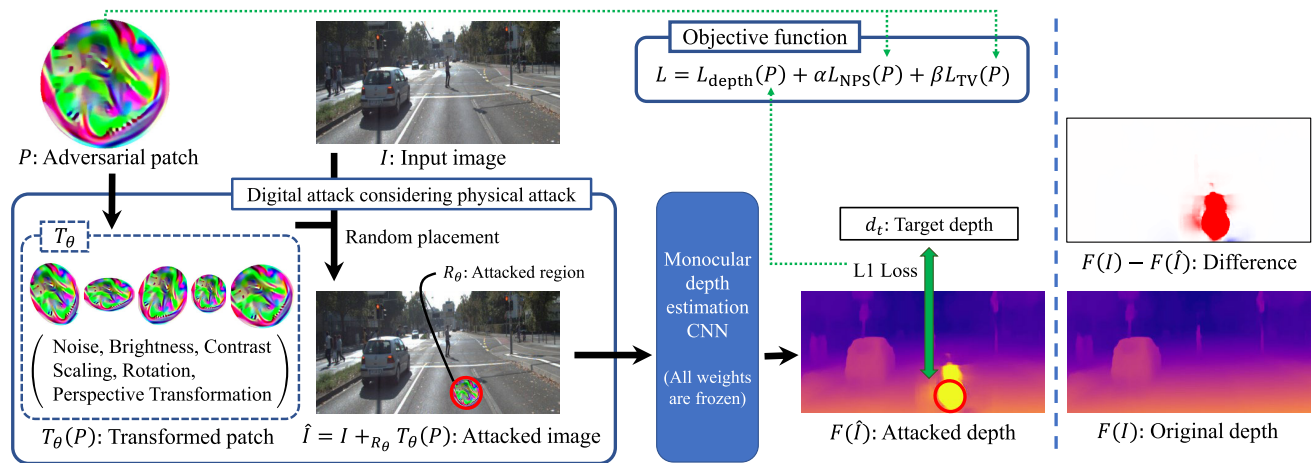 Objective function
L = L_depth(P) + αL_NPS(P) + βL_TV(P)
P: Adversarial patch
I: Input image
Digital attack considering physical attack
T_θ
Random placement
R_θ: Attacked region
Noise, Brightness, Contrast
Scaling, Rotation,
Perspective Transformation
T_θ(P): Transformed patch
Î = I +_{R_θ} T_θ(P): Attacked image
Monocular
depth
estimation
CNN
(All weights
are frozen)
d_t: Target depth
L1 Loss
F(Î): Attacked depth
F(I) − F(Î): Difference
F(I): Original depth